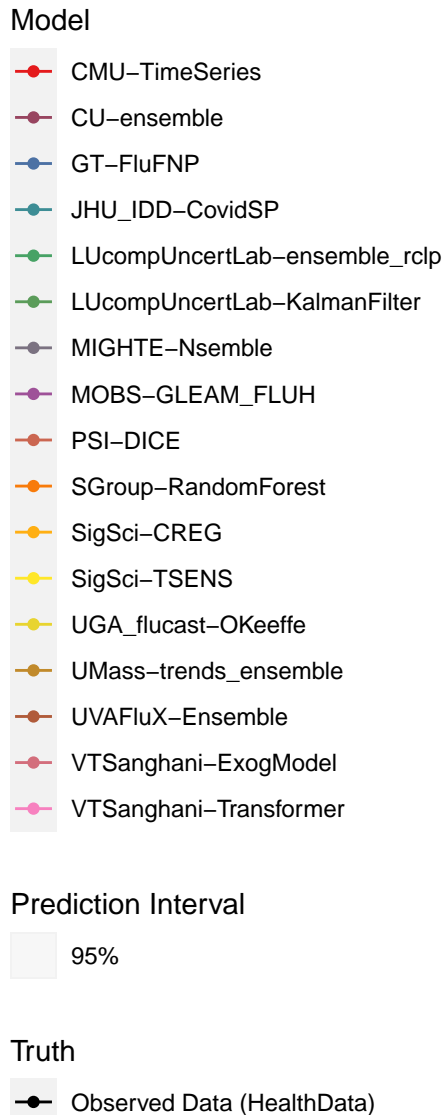 Model
CMU−TimeSeries
CU−ensemble
GT−FluFNP
JHU_IDD−CovidSP
LUcompUncertLab−ensemble_rclp
LUcompUncertLab−KalmanFilter
MIGHTE−Nsemble
MOBS−GLEAM_FLUH
PSI−DICE
SGroup−RandomForest
SigSci−CREG
SigSci−TSENS
UGA_flucast−OKeeffe
UMass−trends_ensemble
UVAFluX−Ensemble
VTSanghani−ExogModel
VTSanghani−Transformer
Prediction Interval
95%
Truth
Observed Data (HealthData)